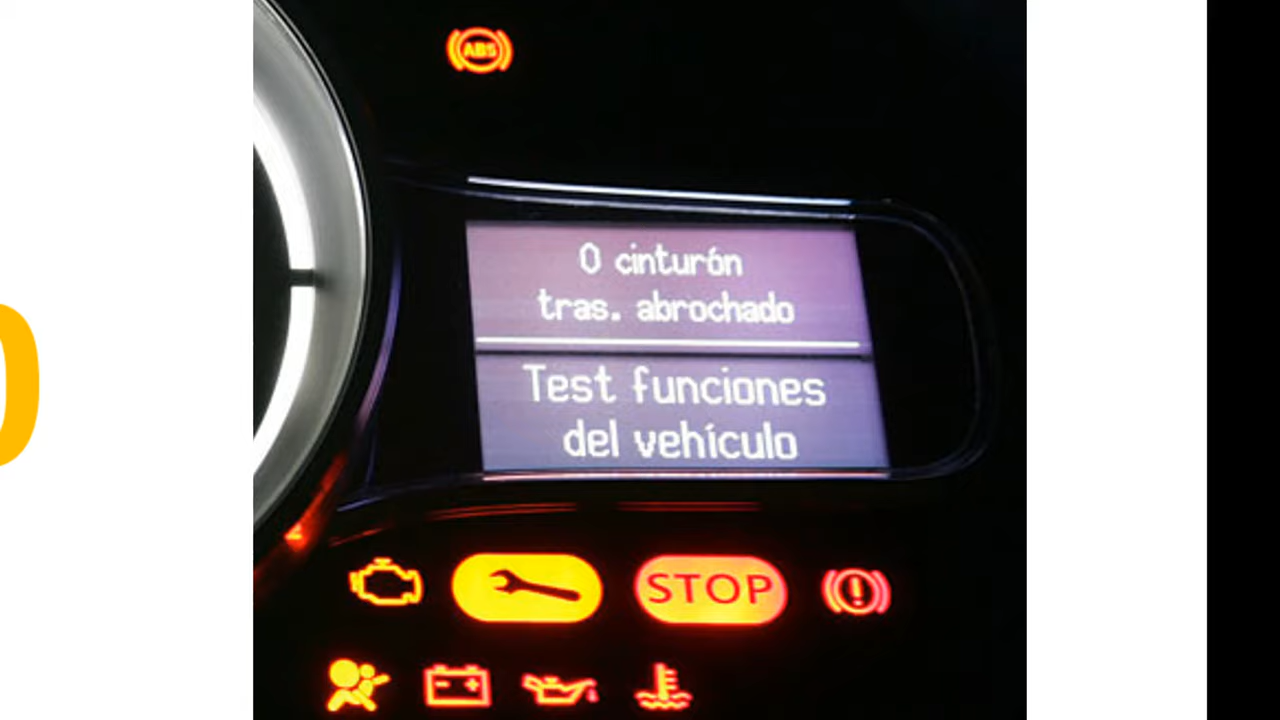 ABS
0 cinturón
tras. abrochado
Test funciones
del vehículo
STOP